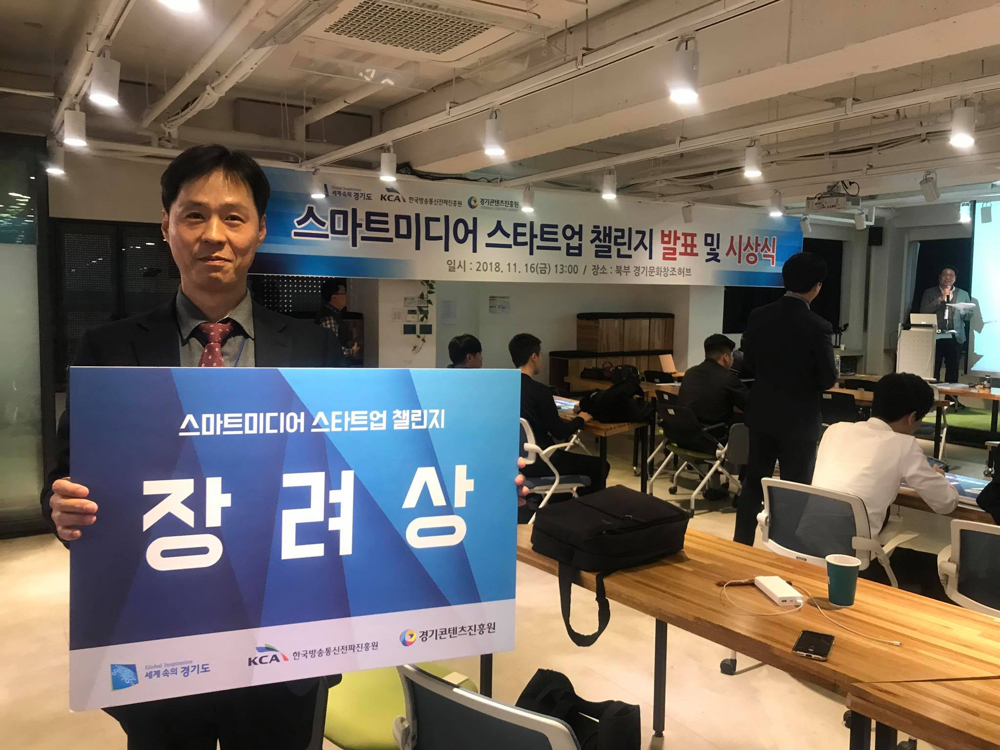 Global Inspiration
세계 속의 경기도
KCA 한국방송통신전파진흥원
경기콘텐츠진흥원
GYEONGGI CONTENT AGENCY
스마트미디어 스타트업 챌린지 발표 및 시상식
일시 : 2018. 11. 16(금) 13:00 / 장소 : 북부 경기문화창조허브
스마트미디어 스타트업 챌린지
장려상
Global Inspiration
세계 속의 경기도
KCA 한국방송통신전파진흥원
경기콘텐츠진흥원